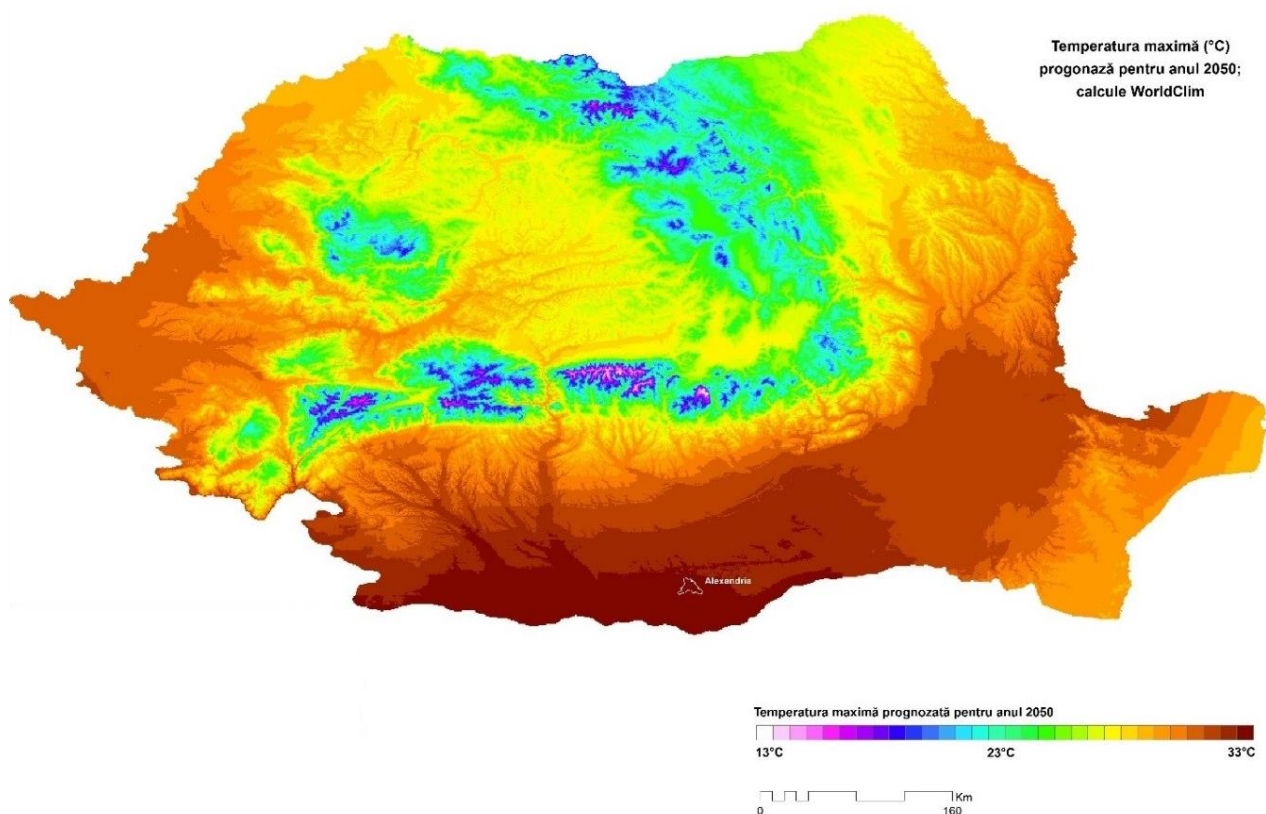 Temperatura maximă (°C)
progonază pentru anul 2050;
calcule WorldClim
Alexandria
Temperatura maximă prognozată pentru anul 2050
13°C 23°C 33°C
Km
0 160